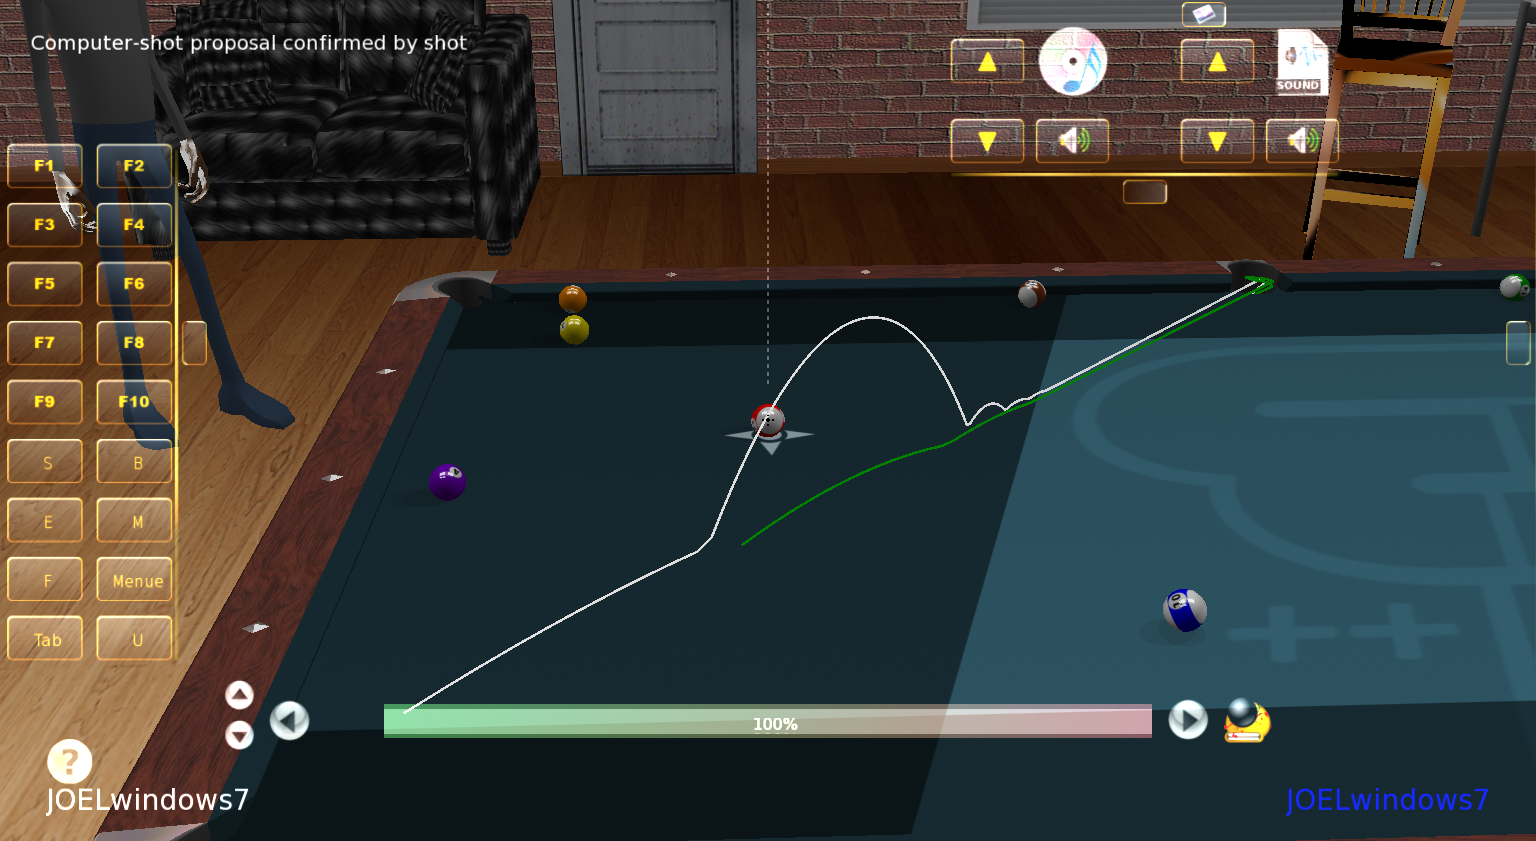 Computer-shot proposal confirmed by shot
SOUND
F1 F2
F3 F4
F5 F6
F7 F8
F9 F10
S B
E M
F Menue
Tab U
100%
?
JOELwindows7
JOELwindows7